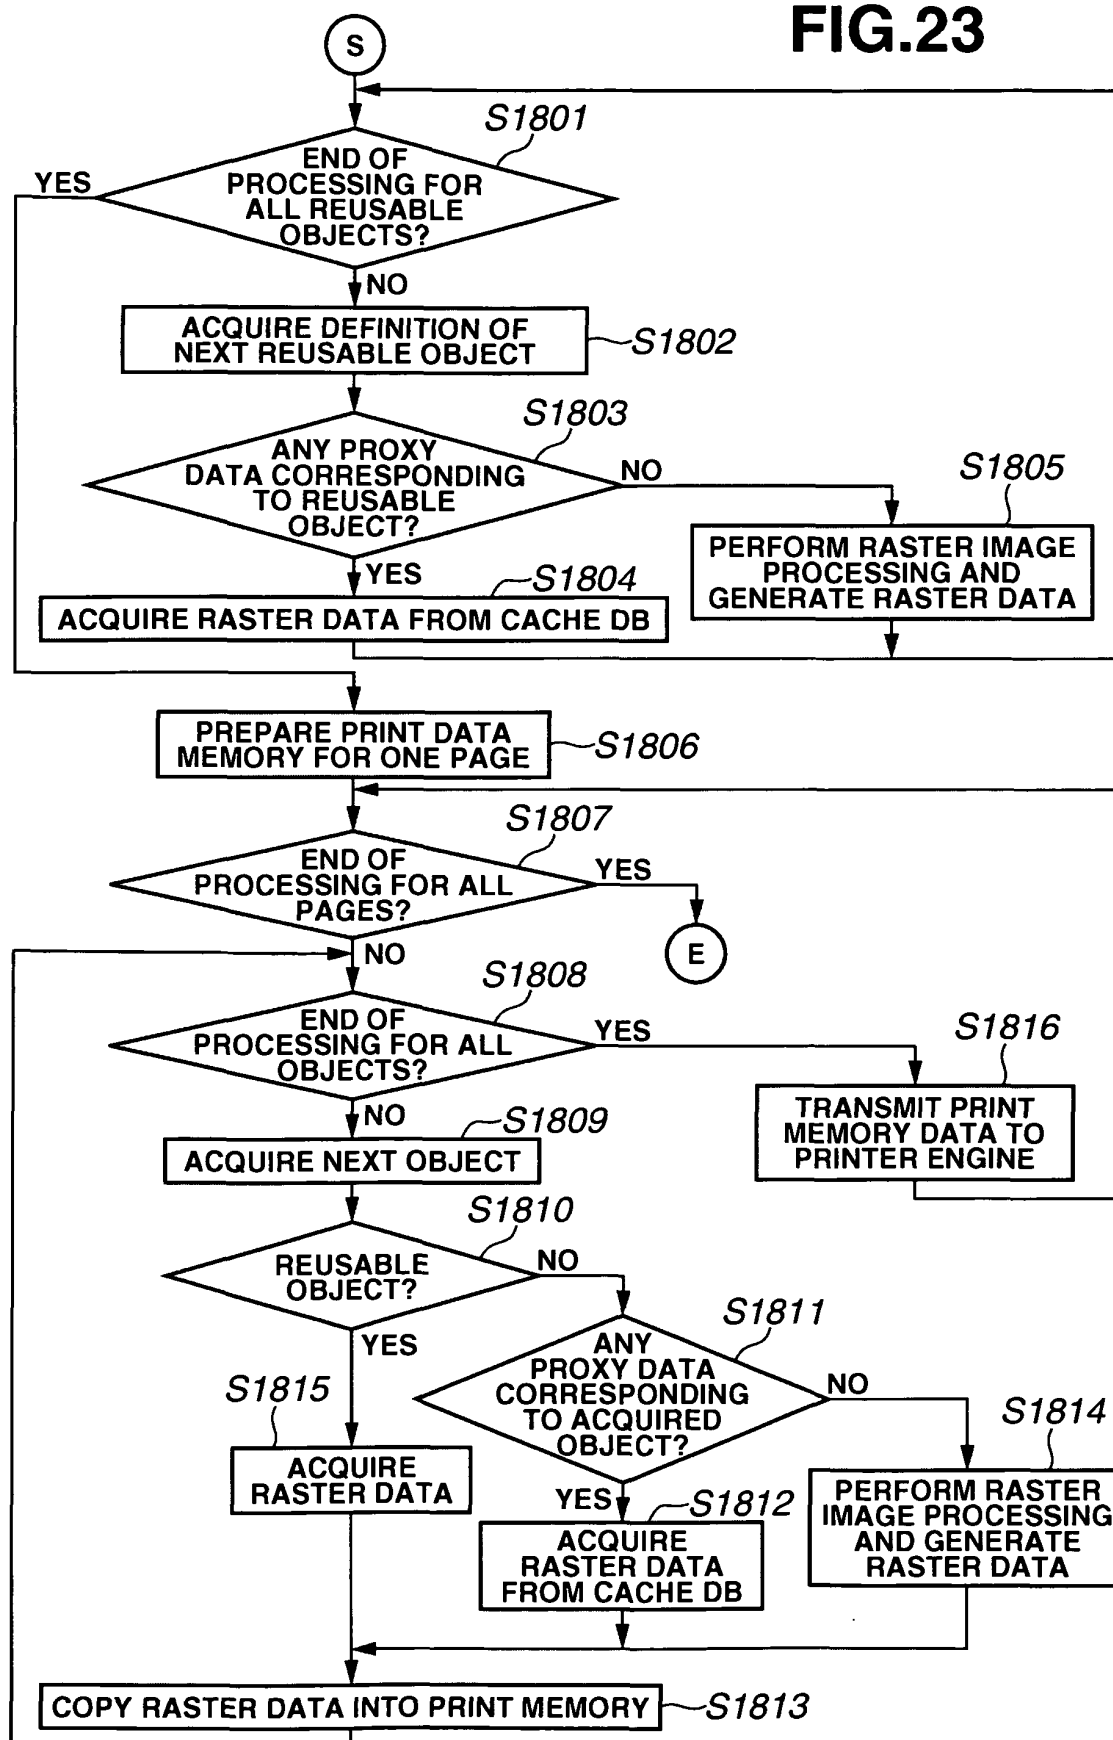 FIG.23
S
S1801
END OF
PROCESSING FOR
ALL REUSABLE
OBJECTS?
YES
NO
ACQUIRE DEFINITION OF
NEXT REUSABLE OBJECT
S1802
S1803
ANY PROXY
DATA CORRESPONDING
TO REUSABLE
OBJECT?
NO
S1805
PERFORM RASTER IMAGE
PROCESSING AND
GENERATE RASTER DATA
YES
S1804
ACQUIRE RASTER DATA FROM CACHE DB
PREPARE PRINT DATA
MEMORY FOR ONE PAGE
S1806
S1807
END OF
PROCESSING FOR ALL
PAGES?
YES
E
NO
S1808
END OF
PROCESSING FOR ALL
OBJECTS?
YES
S1816
TRANSMIT PRINT
MEMORY DATA TO
PRINTER ENGINE
NO
S1809
ACQUIRE NEXT OBJECT
S1810
REUSABLE
OBJECT?
NO
YES
S1811
ANY
PROXY DATA
CORRESPONDING
TO ACQUIRED
OBJECT?
NO
S1815
ACQUIRE
RASTER DATA
S1814
PERFORM RASTER
IMAGE PROCESSING
AND GENERATE
RASTER DATA
YES
S1812
ACQUIRE
RASTER DATA
FROM CACHE DB
COPY RASTER DATA INTO PRINT MEMORY
S1813